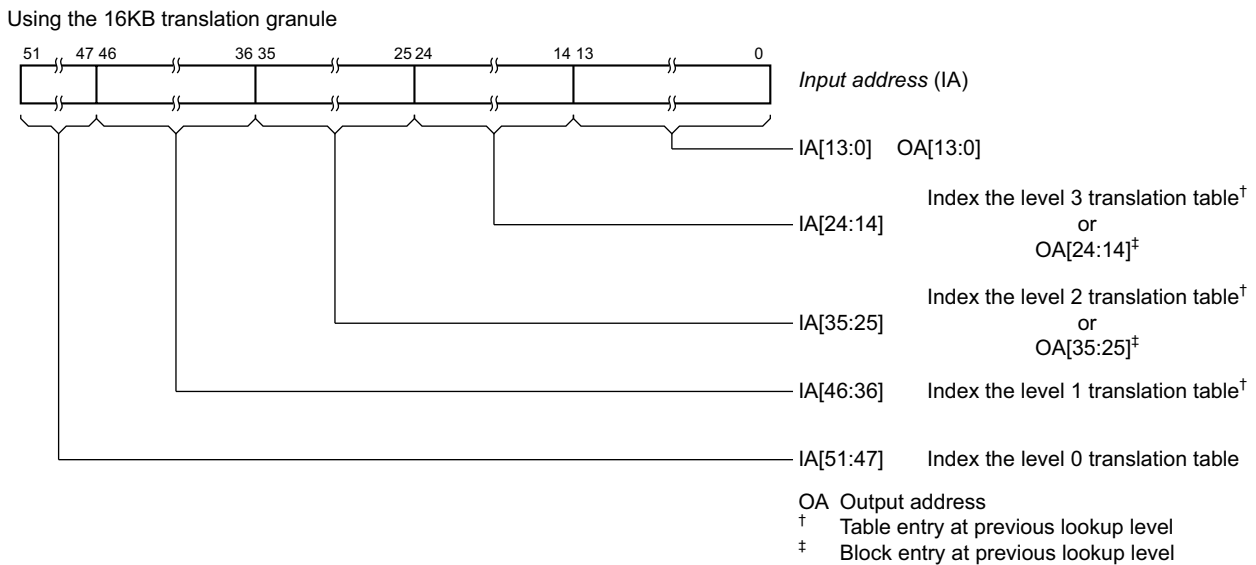 Using the 16KB translation granule
51 47 46 36 35 25 24 14 13 0
Input address (IA)
IA[13:0] OA[13:0]
Index the level 3 translation table†
IA[24:14] or
OA[24:14]‡
Index the level 2 translation table†
IA[35:25] or
OA[35:25]‡
IA[46:36] Index the level 1 translation table†
IA[51:47] Index the level 0 translation table
OA Output address
† Table entry at previous lookup level
‡ Block entry at previous lookup level